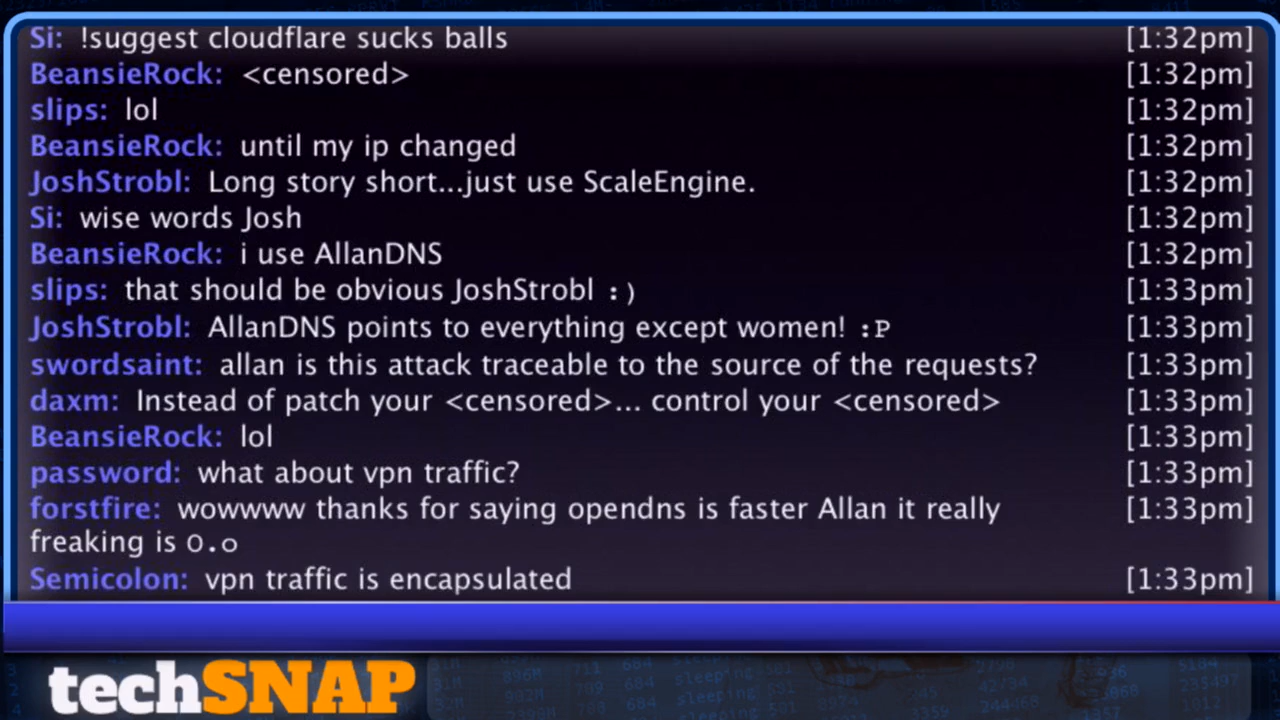 Si: !suggest cloudflare sucks balls [1:32pm]
BeansieRock: <censored> [1:32pm]
slips: lol [1:32pm]
BeansieRock: until my ip changed [1:32pm]
JoshStrobl: Long story short...just use ScaleEngine. [1:32pm]
Si: wise words Josh [1:32pm]
BeansieRock: i use AllanDNS [1:32pm]
slips: that should be obvious JoshStrobl :) [1:33pm]
JoshStrobl: AllanDNS points to everything except women! :P [1:33pm]
swordsaint: allan is this attack traceable to the source of the requests? [1:33pm]
daxm: Instead of patch your <censored>... control your <censored> [1:33pm]
BeansieRock: lol [1:33pm]
password: what about vpn traffic? [1:33pm]
forstfire: wowwww thanks for saying opendns is faster Allan it really [1:33pm]
freaking is O.o
Semicolon: vpn traffic is encapsulated [1:33pm]
techSNAP